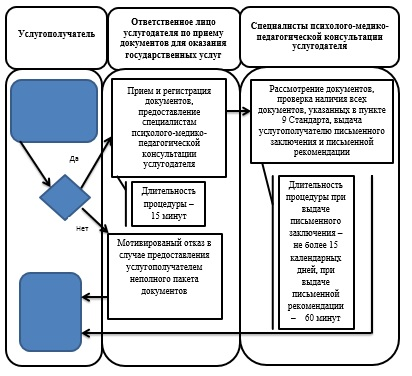 Услугополучатель
Ответственное лицо
услугодателя по приему
документов для оказания
государственных услуг
Специалисты психолого-медико-
педагогической консультации
услугодателя
Да
Нет
Прием и регистрация
документов,
предоставление
специалистам
психолого-медико-
педагогической
консультации
услугодателя
Длительность
процедуры –
15 минут
Мотивированый отказ в
случае предоставления
услугополучателем
неполного пакета
документов
Рассмотрение документов,
проверка наличия всех
документов, указанных в пункте
9 Стандарта, выдача
услугополучателю письменного
заключения и письменной
рекомендации
Длительность
процедуры при
выдаче
письменного
заключения –
не более 15
календарных
дней, при
выдаче
письменной
рекомендации
– 60 минут